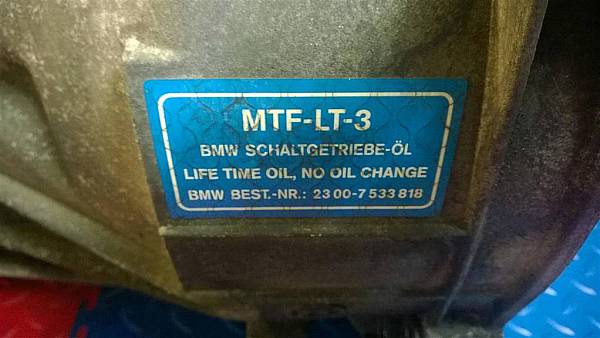 MTF-LT-3
BMW SCHALTGETRIEBE-ÖL
LIFE TIME OIL, NO OIL CHANGE
BMW BEST.-NR.: 23 00-7 533 818